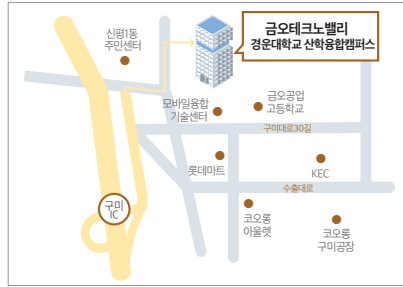 금오테크노밸리
경운대학교 산학융합캠퍼스
신평1동
주민센터
모바일융합
기술센터
금오공업
고등학교
구미대로30길
롯데마트
KEC
수출대로
구미
IC
코오롱
아울렛
코오롱
구미공장